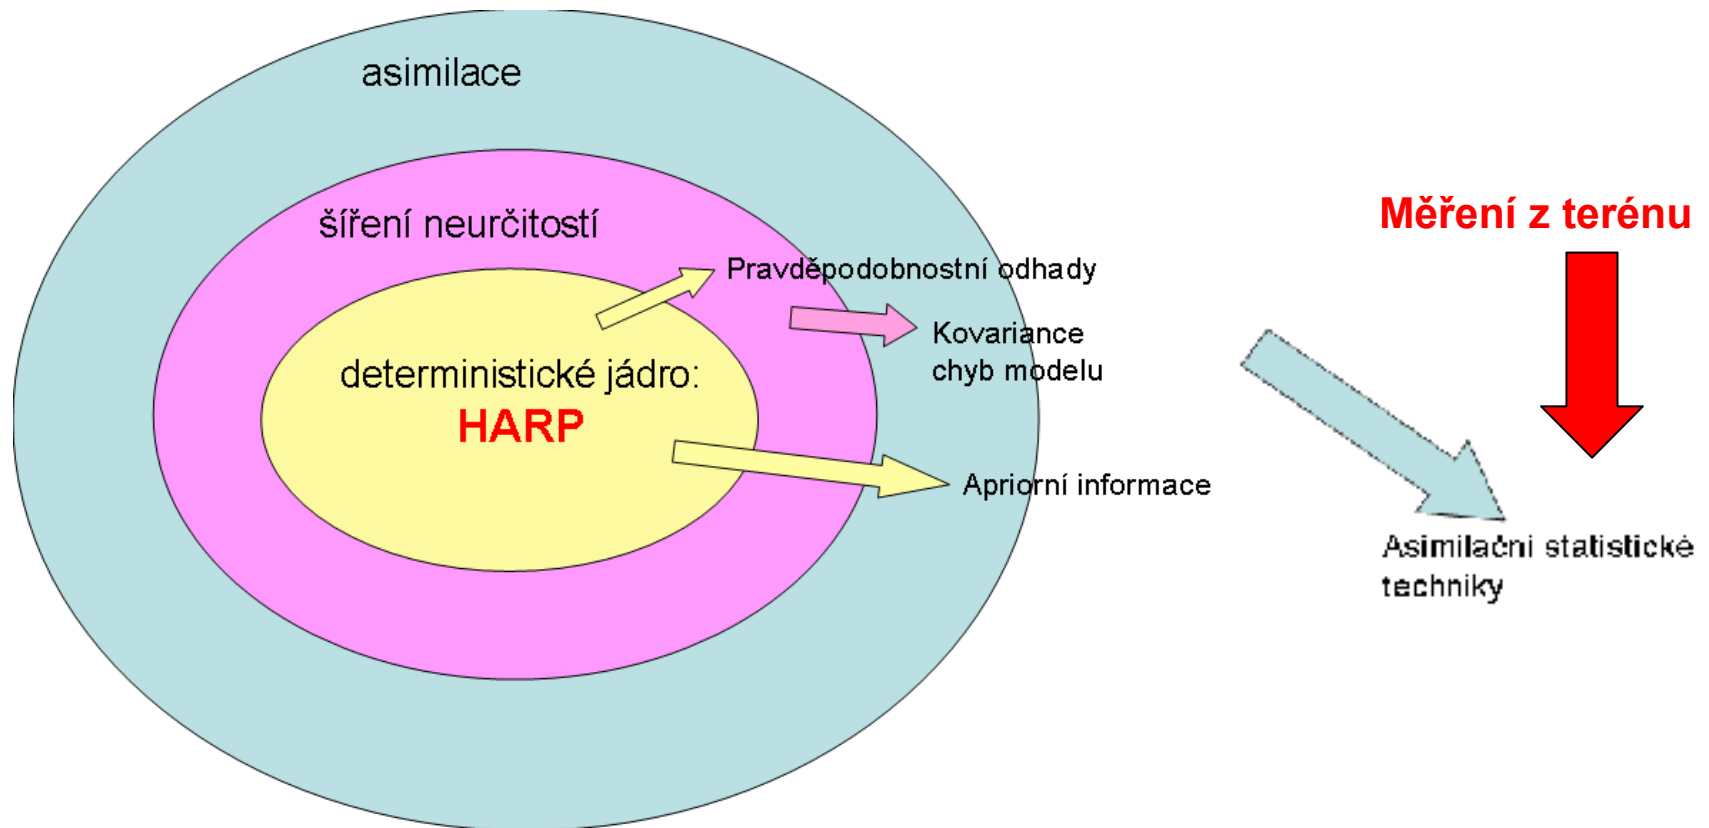 asimilace
šíření neurčitostí
Pravděpodobnostní odhady
Kovariance
chyb modelu
deterministické jádro:
HARP
Apriorní informace
Měření z terénu
Asimilační statistické
techniky